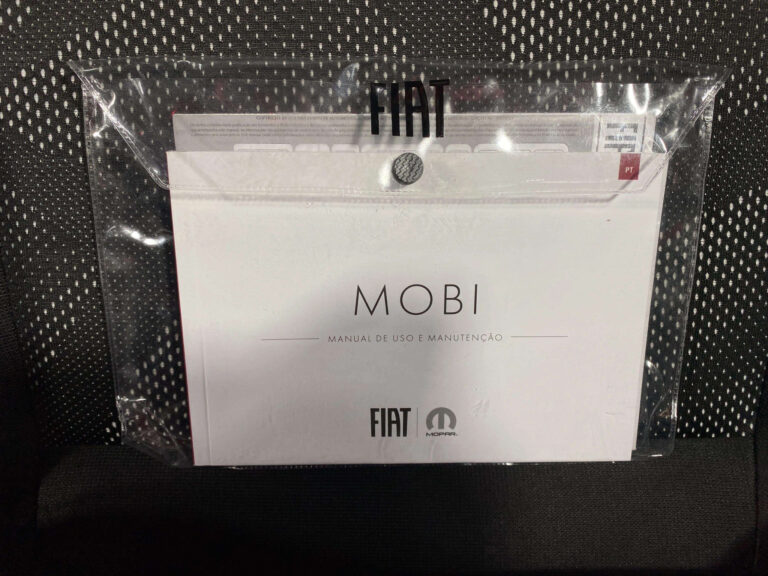 FIAT
PT
MOBI
MANUAL DE USO E MANUTENÇÃO
FIAT
MOPAR.